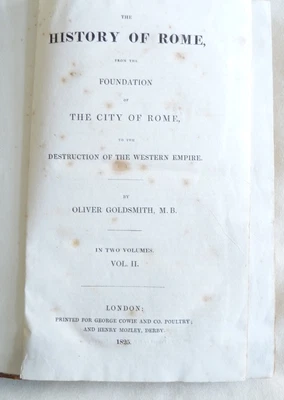 THE
HISTORY OF ROME,
FROM THE
FOUNDATION
OF
THE CITY OF ROME,
TO THE
DESTRUCTION OF THE WESTERN EMPIRE.
BY
OLIVER GOLDSMITH, M.B.
IN TWO VOLUMES.
VOL. II.
LONDON:
PRINTED FOR GEORGE COWIE AND CO. POULTRY;
AND HENRY MOZLEY, DERBY.
1825.